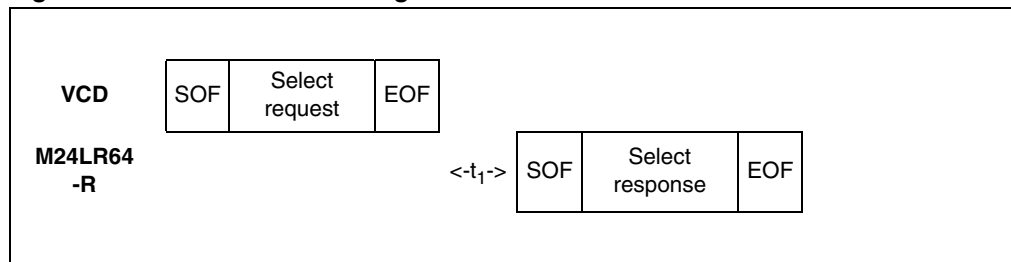 VCD
SOF
Select
request
EOF
M24LR64
-R
<-t1->
SOF
Select
response
EOF